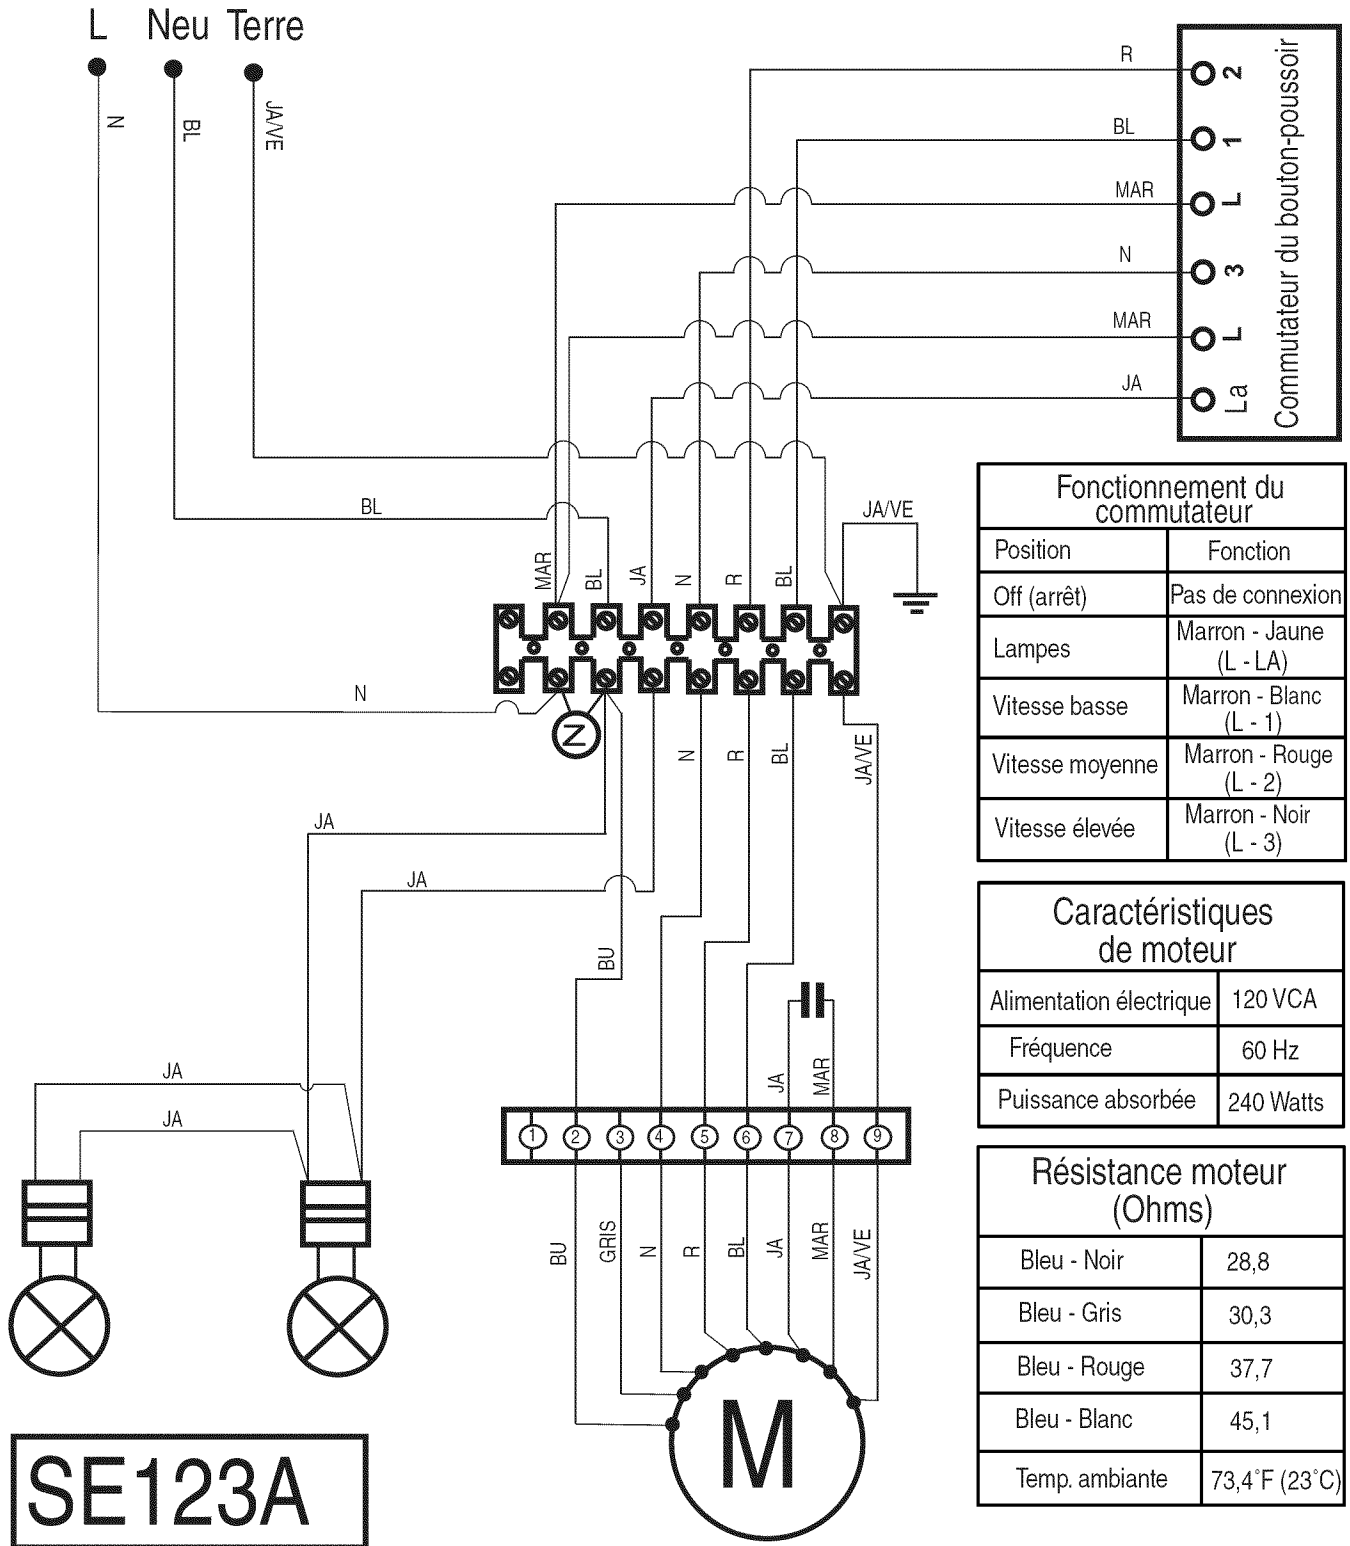 L Neu Terre
N
BL
JA/VE
R
2
BL
1
MAR
L
N
3
MAR
L
JA
La
Commutateur du bouton-poussoir
BL
JA/VE
MAR
BL
JA
N
R
BL
N
N
N
R
BL
JA/VE
JA
JA
BU
JA
MAR
JA
JA
1 2 3 4 5 6 7 8 9
BU
GRIS
N
R
BL
JA
MAR
JA/VE
M
SE123A
Fonctionnement du
commutateur
Position Fonction
Off (arrêt) Pas de connexion
Lampes Marron - Jaune
(L - LA)
Vitesse basse Marron - Blanc
(L - 1)
Vitesse moyenne Marron - Rouge
(L - 2)
Vitesse élevée Marron - Noir
(L - 3)
Caractéristiques
de moteur
Alimentation électrique 120 VCA
Fréquence 60 Hz
Puissance absorbée 240 Watts
Résistance moteur
(Ohms)
Bleu - Noir 28,8
Bleu - Gris 30,3
Bleu - Rouge 37,7
Bleu - Blanc 45,1
Temp. ambiante 73,4°F (23°C)